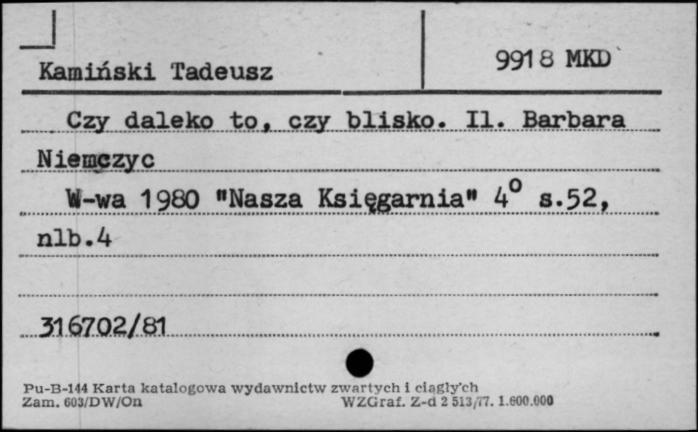 Kamiński Tadeusz
9918 MKD
Czy daleko to, czy blisko. Il. Barbara
Niemczyc
W-wa 1980 "Nasza Księgarnia" 4° s.52,
nlb.4
316702/81
Pu-B-144 Karta katalogowa wydawnictw zwartych i ciągłych
Zam. 603/DW/On WZGraf. Z-d 2 513/77. 1.600.000